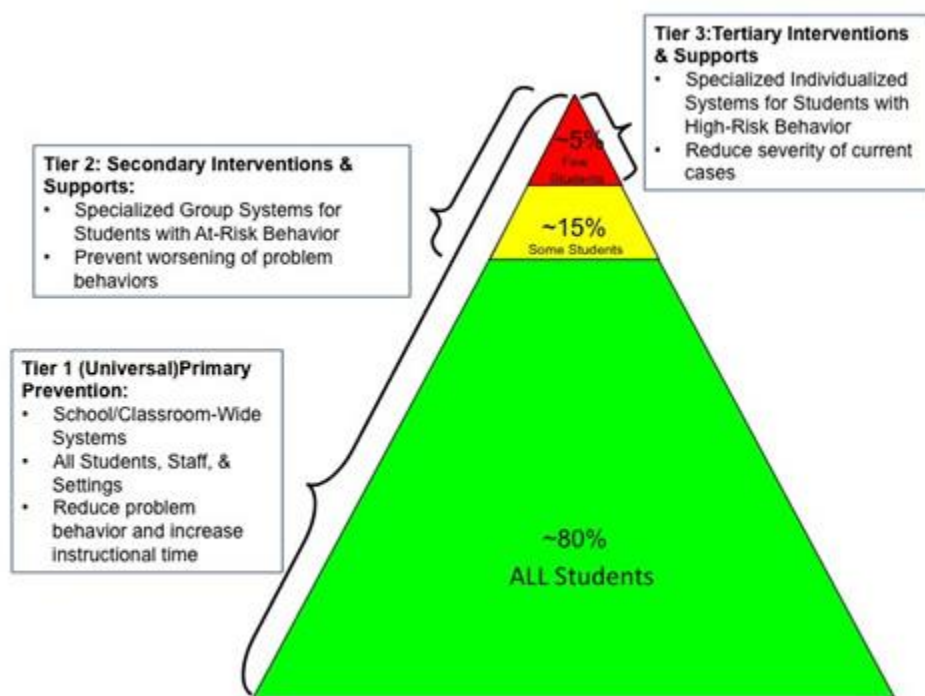 Tier 3:Tertiary Interventions
& Supports
• Specialized Individualized
Systems for Students with
High-Risk Behavior
• Reduce severity of current
cases
~5%
Few
Students
Tier 2: Secondary Interventions &
Supports:
• Specialized Group Systems for
Students with At-Risk Behavior
• Prevent worsening of problem
behaviors
~15%
Some Students
Tier 1 (Universal)Primary
Prevention:
• School/Classroom-Wide
Systems
• All Students, Staff, &
Settings
• Reduce problem
behavior and increase
instructional time
~80%
ALL Students